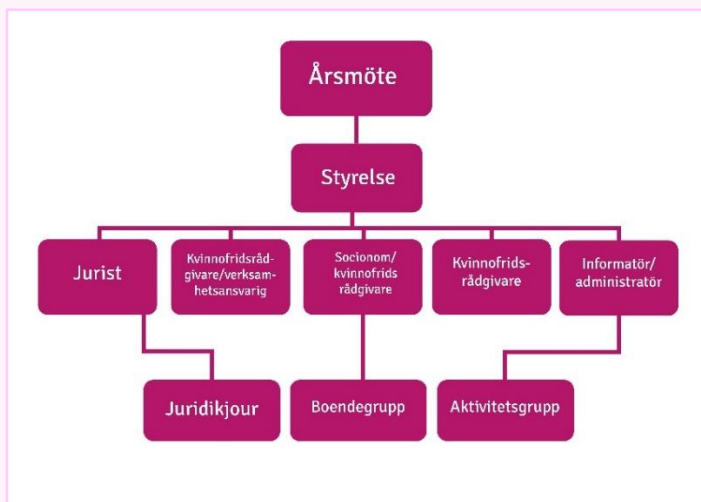 Årsmöte
Styrelse
Jurist
Kvinnofridsråd-
givare/verksam-
hetsansvarig
Socionom/
kvinnofrids
rådgivare
Kvinnofrids-
rådgivare
Informatör/
administratör
Juridikjour
Boendegrupp
Aktivitetsgrupp